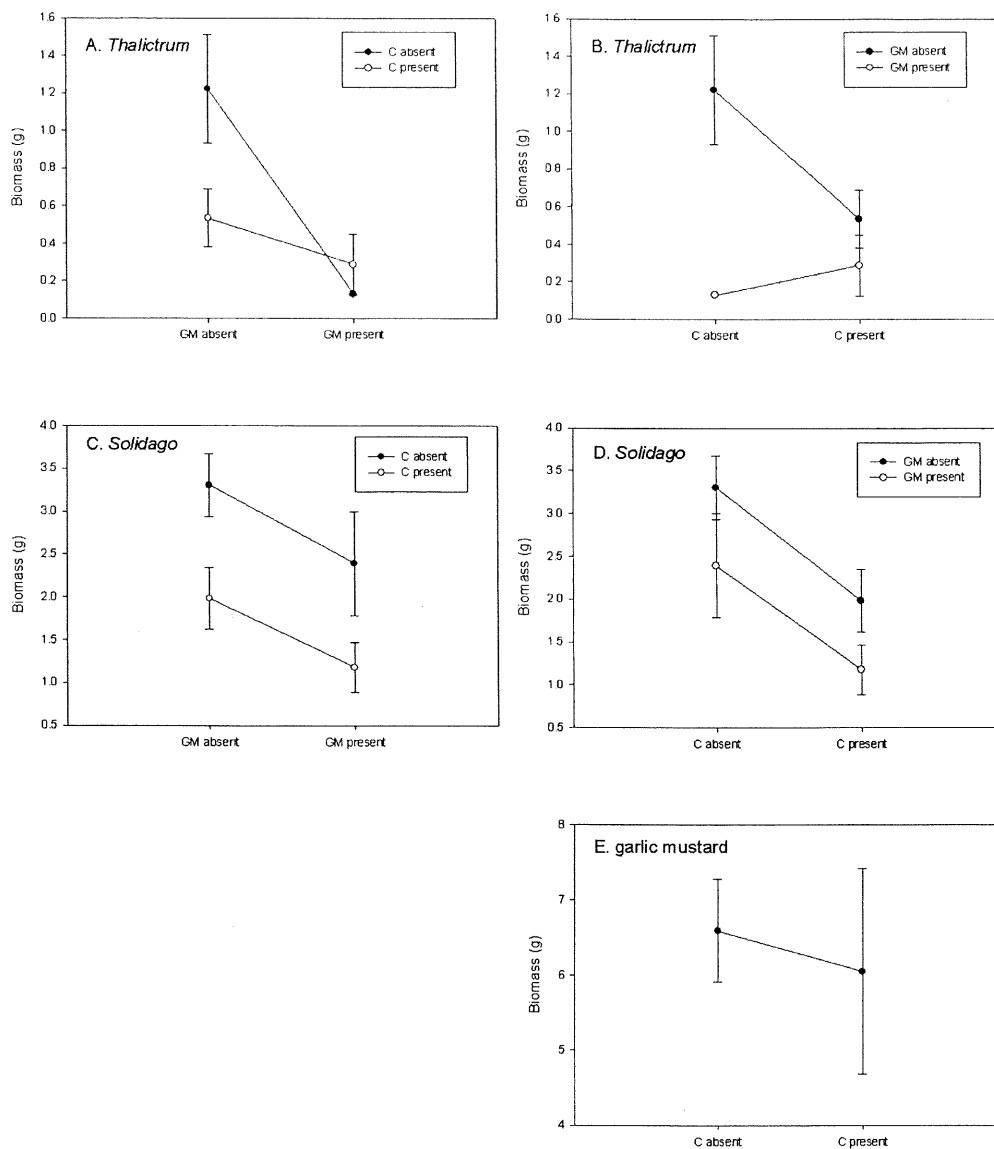 A. Thalictrum
C absent
C present
Biomass (g)
1.6
1.4
1.2
1.0
0.8
0.6
0.4
0.2
0.0
GM absent
GM present
B. Thalictrum
GM absent
GM present
Biomass (g)
1.6
1.4
1.2
1.0
0.8
0.6
0.4
0.2
0.0
C absent
C present
C. Solidago
C absent
C present
Biomass (g)
4.0
3.5
3.0
2.5
2.0
1.5
1.0
0.5
GM absent
GM present
D. Solidago
GM absent
GM present
Biomass (g)
4.0
3.5
3.0
2.5
2.0
1.5
1.0
0.5
C absent
C present
E. garlic mustard
Biomass (g)
8
7
6
5
4
C absent
C present